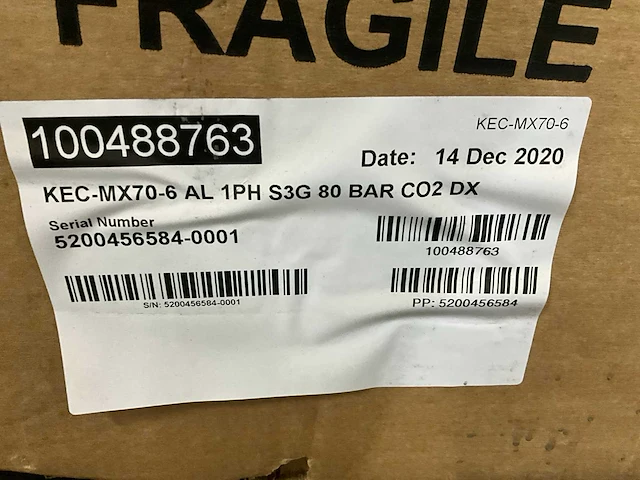 FRAGILE
100488763
KEC-MX70-6
Date: 14 Dec 2020
KEC-MX70-6 AL 1PH S3G 80 BAR CO2 DX
Serial Number
5200456584-0001
100488763
S/N: 5200456584-0001
PP: 5200456584